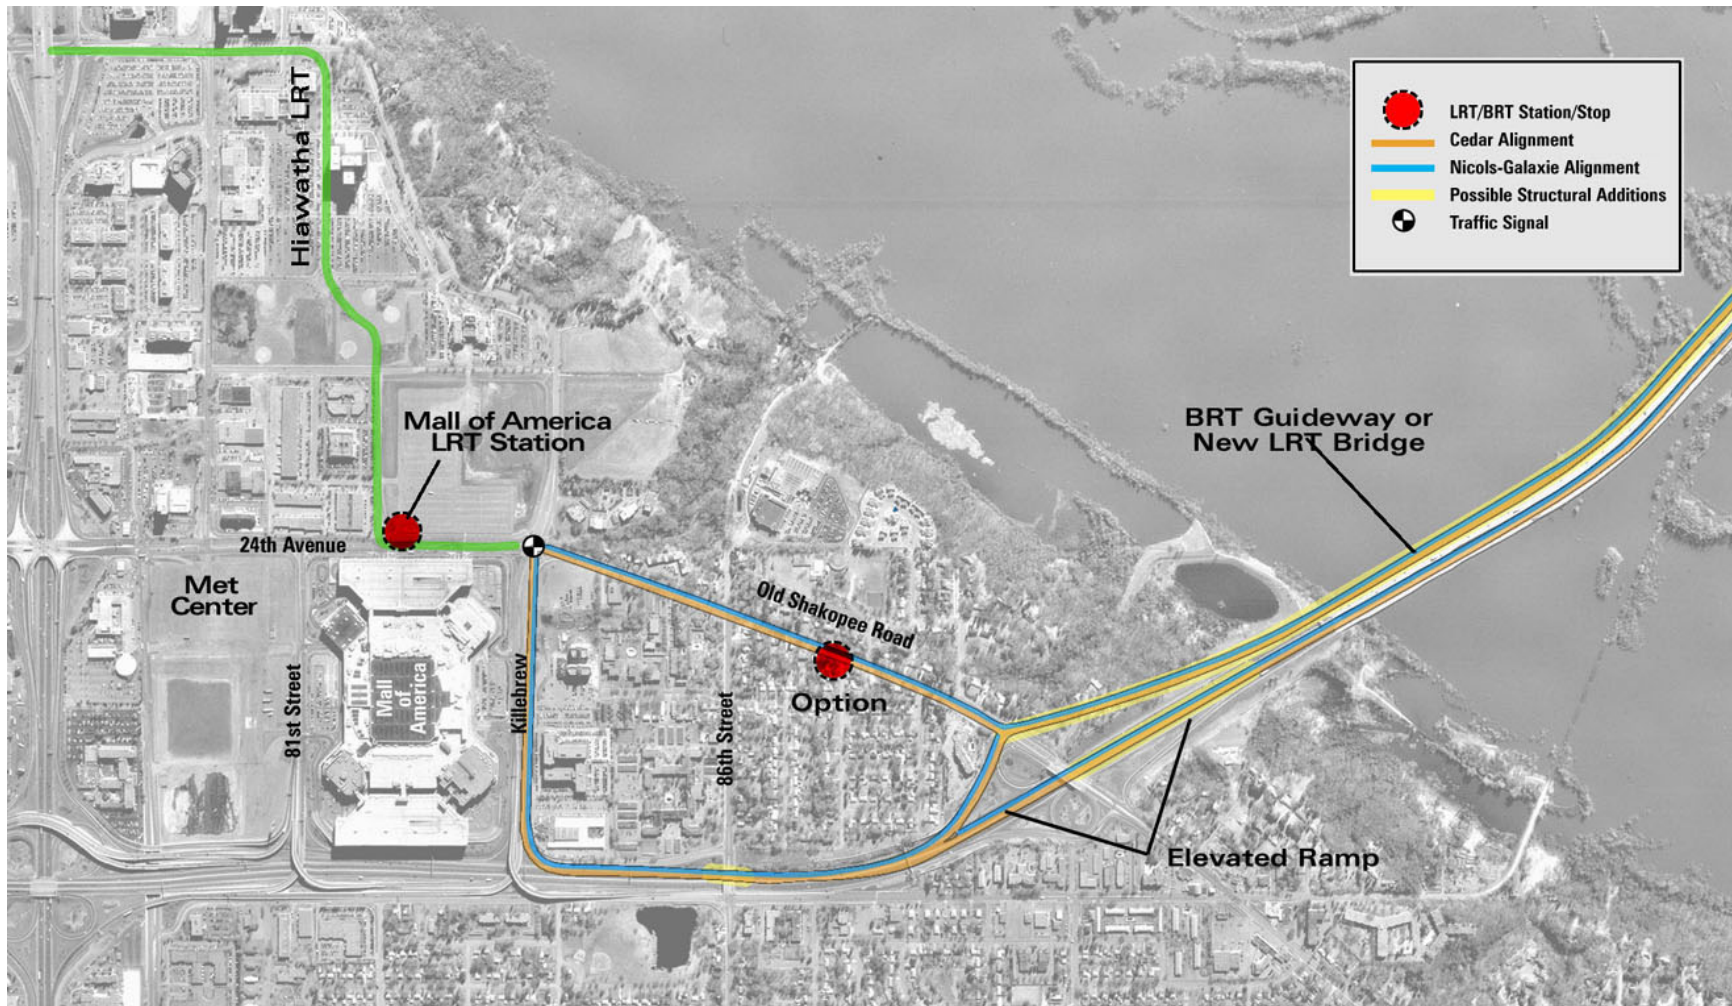 Hiawatha LRT
LRT/BRT Station/Stop
Cedar Alignment
Nicols-Galaxie Alignment
Possible Structural Additions
Traffic Signal
Mall of America
LRT Station
BRT Guideway or
New LRT Bridge
24th Avenue
Met
Center
Old Shakopee Road
Option
81st Street
Mall
of
America
Killebrew
86th Street
Elevated Ramp